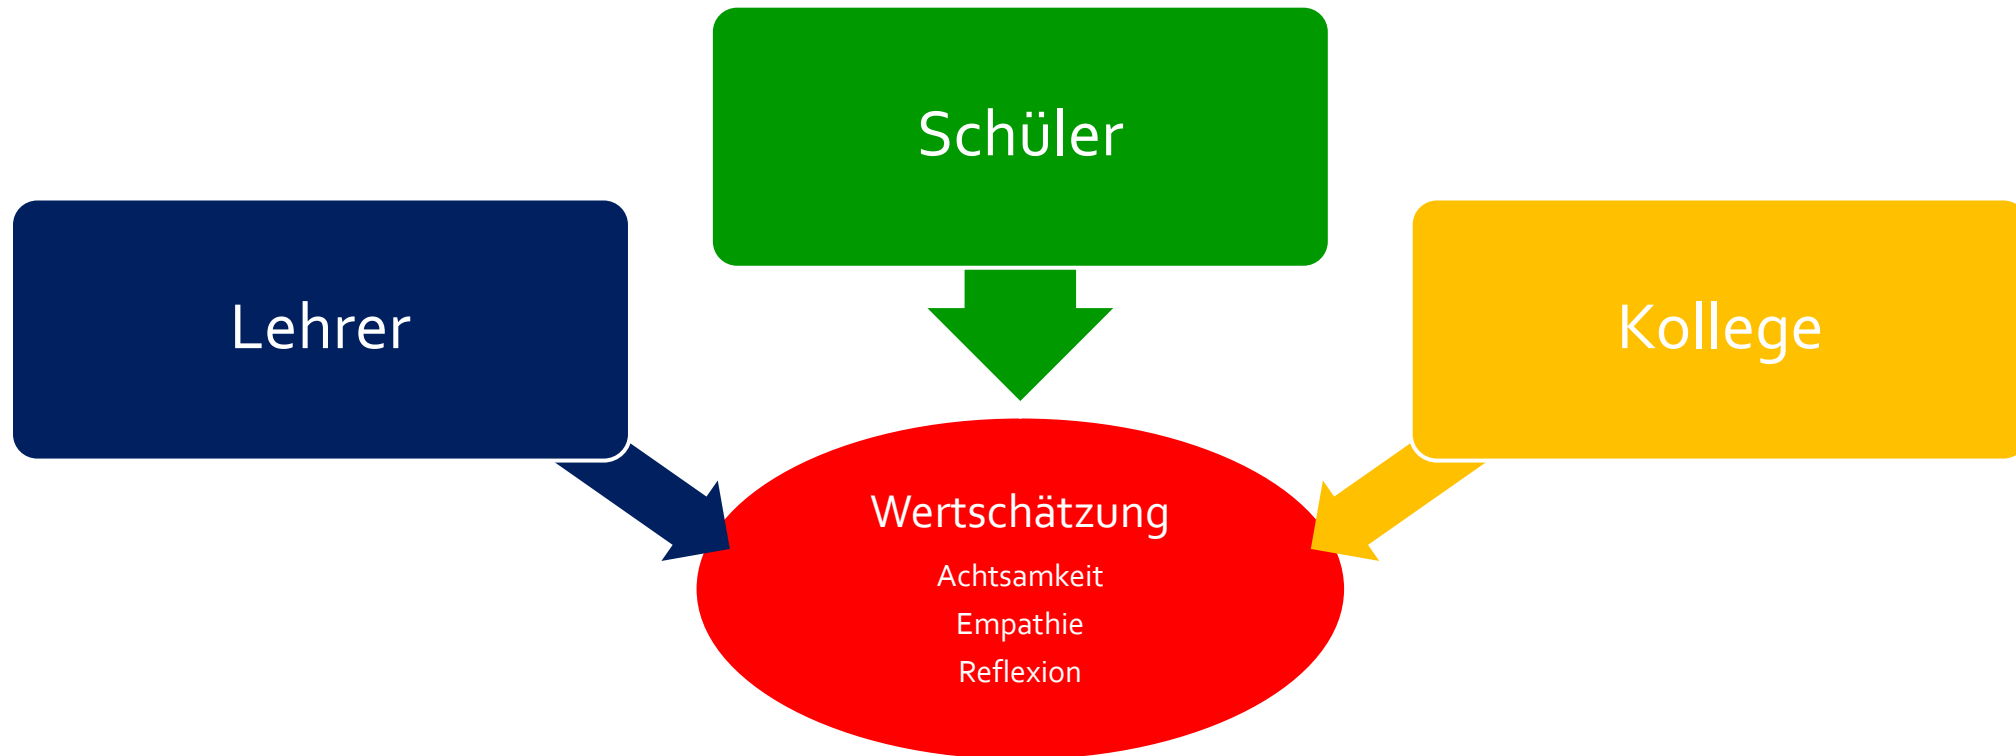 Schüler
Lehrer
Kollege
Wertschätzung
Achtsamkeit
Empathie
Reflexion